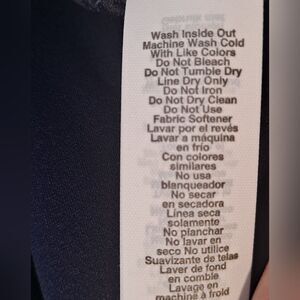 Wash Inside Out
Machine Wash Cold
With Like Colors
Do Not Bleach
Do Not Tumble Dry
Line Dry Only
Do Not Iron
Do Not Dry Clean
Do Not Use
Fabric Softener
Lavar por el revés
Lavar a máquina
en frío
Con colores
similares
No usa
blanqueador
No secar
en secadora
Línea seca
solamente
No planchar
No lavar en
seco No utilice
Suavizante de telas
Laver de fond
en comble
Lavage en
machine à froid